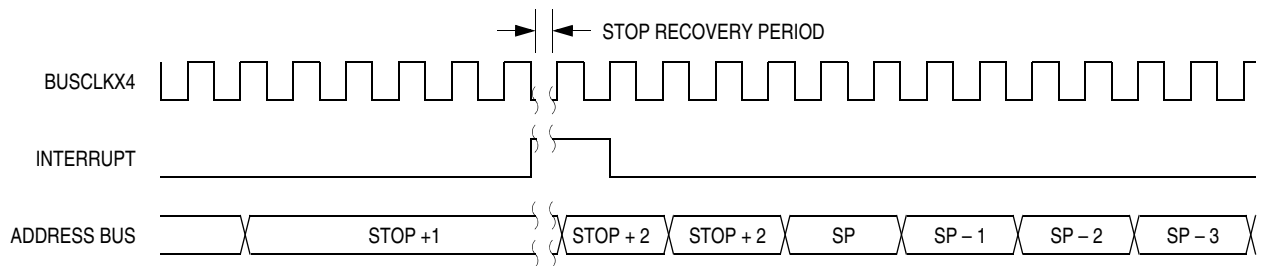 STOP RECOVERY PERIOD
BUSCLKX4
INTERRUPT
ADDRESS BUS STOP +1 STOP + 2 STOP + 2 SP SP – 1 SP – 2 SP – 3